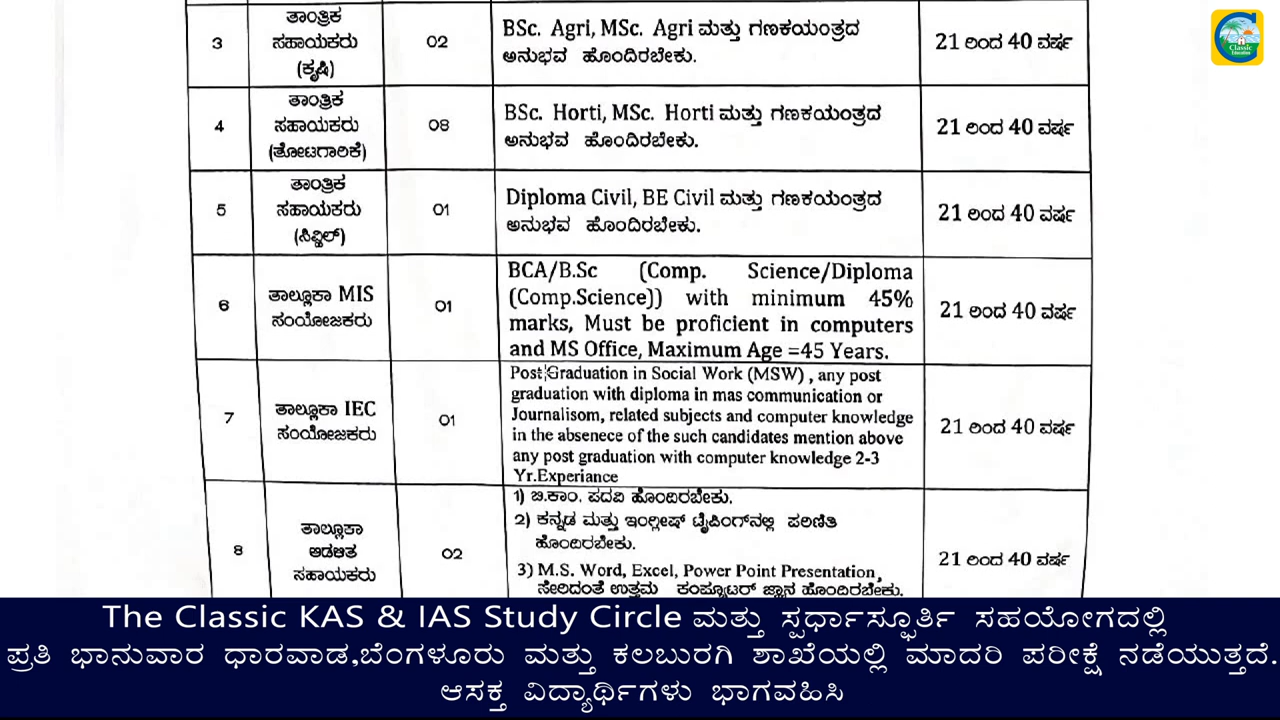 3
ತಾಂತ್ರಿಕ
ಸಹಾಯಕರು
(ಕೃಷಿ)
02
BSc. Agri, MSc. Agri ಮತ್ತು ಗಣಕಯಂತ್ರದ
ಅನುಭವ ಹೊಂದಿರಬೇಕು.
21 ರಿಂದ 40 ವರ್ಷ
4
ತಾಂತ್ರಿಕ
ಸಹಾಯಕರು
(ತೋಟಗಾರಿಕೆ)
08
BSc. Horti, MSc. Horti ಮತ್ತು ಗಣಕಯಂತ್ರದ
ಅನುಭವ ಹೊಂದಿರಬೇಕು.
21 ರಿಂದ 40 ವರ್ಷ
5
ತಾಂತ್ರಿಕ
ಸಹಾಯಕರು
(ಸಿವ್ಹಿಲ್)
01
Diploma Civil, BE Civil ಮತ್ತು ಗಣಕಯಂತ್ರದ
ಅನುಭವ ಹೊಂದಿರಬೇಕು.
21 ರಿಂದ 40 ವರ್ಷ
6
ತಾಲ್ಲೂಕಾ MIS
ಸಂಯೋಜಕರು
01
BCA/B.Sc (Comp. Science/Diploma
(Comp.Science)) with minimum 45%
marks, Must be proficient in computers
and MS Office, Maximum Age =45 Years.
21 ರಿಂದ 40 ವರ್ಷ
7
ತಾಲ್ಲೂಕಾ IEC
ಸಂಯೋಜಕರು
01
Post Graduation in Social Work (MSW) , any post
graduation with diploma in mas communication or
Journalisom, related subjects and computer knowledge
in the absenece of the such candidates mention above
any post graduation with computer knowledge 2-3
Yr.Experiance
21 ರಿಂದ 40 ವರ್ಷ
8
ತಾಲ್ಲೂಕಾ
ಆಡಳಿತ
ಸಹಾಯಕರು
02
1) ಬಿ.ಕಾಂ. ಪದವಿ ಹೊಂದಿರಬೇಕು.
2) ಕನ್ನಡ ಮತ್ತು ಇಂಗ್ಲೀಷ್ ಟೈಪಿಂಗ್‌ನಲ್ಲಿ ಪರಿಣಿತಿ
ಹೊಂದಿರಬೇಕು.
3) M.S. Word, Excel, Power Point Presentation,
ಸೇರಿದಂತೆ ಉತ್ತಮ ಕಂಪ್ಯೂಟರ್ ಜ್ಞಾನ ಹೊಂದಿರಬೇಕು.
21 ರಿಂದ 40 ವರ್ಷ
Classic
Education
The Classic KAS & IAS Study Circle ಮತ್ತು ಸ್ಪರ್ಧಾಸ್ಫೂರ್ತಿ ಸಹಯೋಗದಲ್ಲಿ
ಪ್ರತಿ ಭಾನುವಾರ ಧಾರವಾಡ,ಬೆಂಗಳೂರು ಮತ್ತು ಕಲಬುರಗಿ ಶಾಖೆಯಲ್ಲಿ ಮಾದರಿ ಪರೀಕ್ಷೆ ನಡೆಯುತ್ತದೆ.
ಆಸಕ್ತ ವಿದ್ಯಾರ್ಥಿಗಳು ಭಾಗವಹಿಸಿ